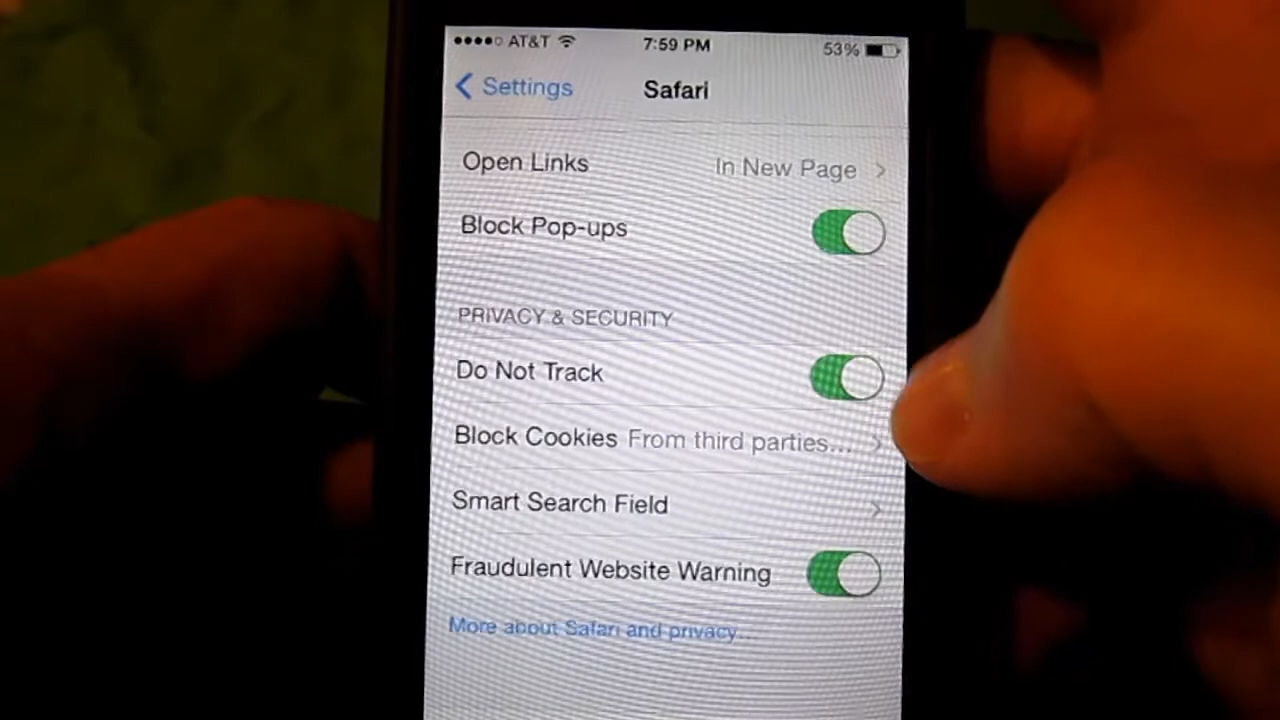 AT&T 7:59 PM 53%
Settings Safari
Open Links In New Page
Block Pop-ups
PRIVACY & SECURITY
Do Not Track
Block Cookies From third parties...
Smart Search Field
Fraudulent Website Warning
More about Safari and privacy...